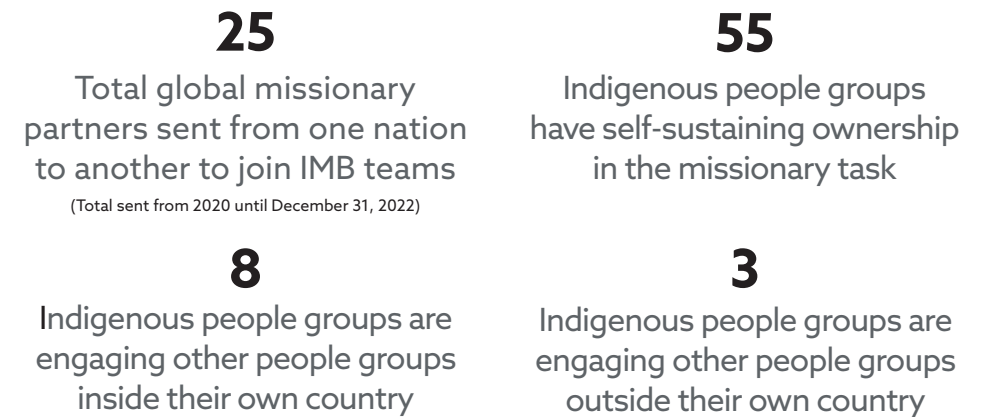 25
Total global missionary
partners sent from one nation
to another to join IMB teams
(Total sent from 2020 until December 31, 2022)
55
Indigenous people groups
have self-sustaining ownership
in the missionary task
8
Indigenous people groups are
engaging other people groups
inside their own country
3
Indigenous people groups are
engaging other people groups
outside their own country